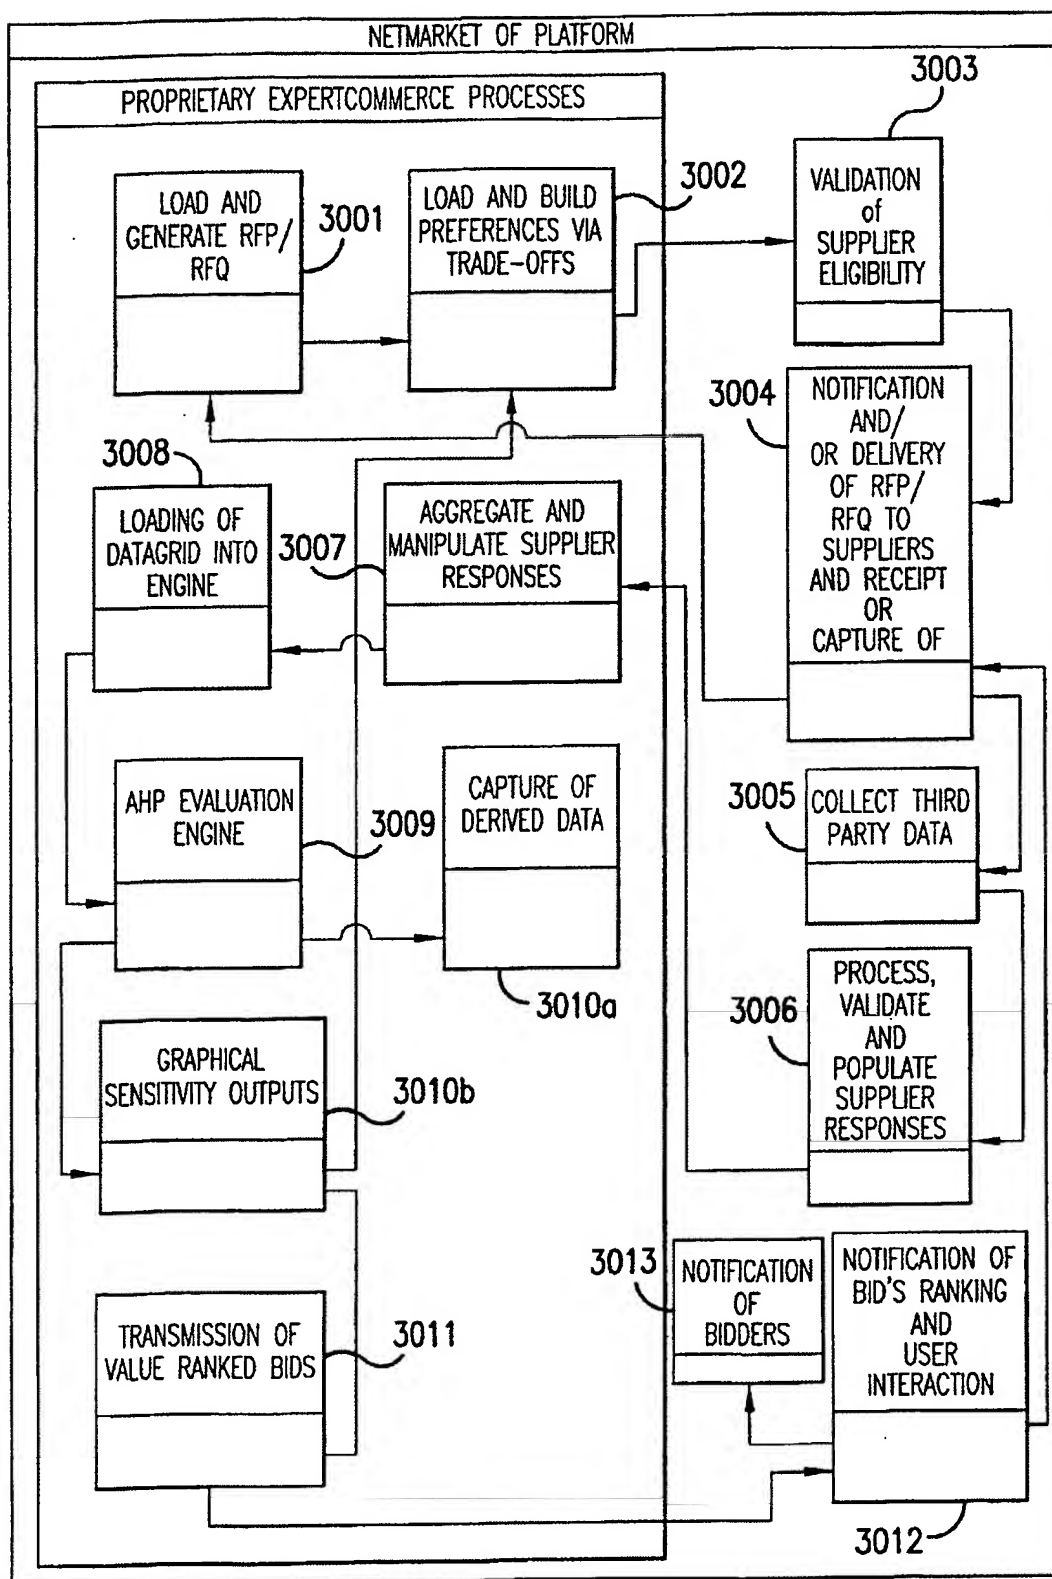 NETMARKET OF PLATFORM
PROPRIETARY EXPERTCOMMERCE PROCESSES
LOAD AND
GENERATE RFP/
RFQ
3001
LOAD AND BUILD
PREFERENCES VIA
TRADE-OFFS
3002
3003
VALIDATION
of
SUPPLIER
ELIGIBILITY
3004
NOTIFICATION
AND/
OR DELIVERY
OF RFP/
RFQ TO
SUPPLIERS
AND RECEIPT
OR
CAPTURE OF
3008
LOADING OF
DATAGRID INTO
ENGINE
3007
AGGREGATE AND
MANIPULATE SUPPLIER
RESPONSES
AHP EVALUATION
ENGINE
3009
CAPTURE OF
DERIVED DATA
3010a
3005
COLLECT THIRD
PARTY DATA
3006
PROCESS,
VALIDATE
AND
POPULATE
SUPPLIER
RESPONSES
GRAPHICAL
SENSITIVITY OUTPUTS
3010b
TRANSMISSION OF
VALUE RANKED BIDS
3011
3013
NOTIFICATION
OF
BIDDERS
NOTIFICATION OF
BID'S RANKING
AND
USER
INTERACTION
3012